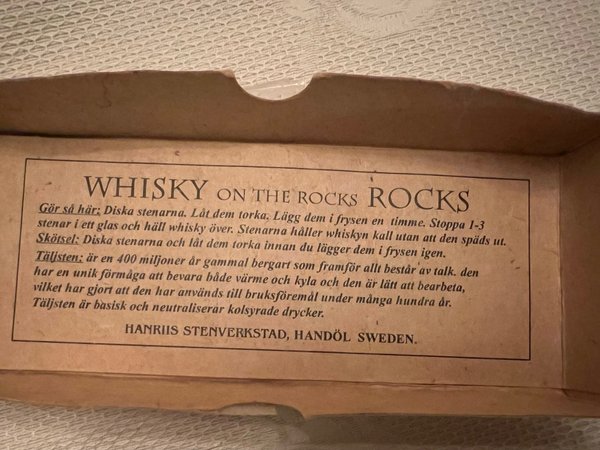 WHISKY ON THE ROCKS ROCKS
Gör så här: Diska stenarna. Låt dem torka. Lägg dem i frysen en timme. Stoppa 1-3
stenar i ett glas och häll whisky över. Stenarna håller whiskyn kall utan att den späds ut.
Skötsel: Diska stenarna och låt dem torka innan du lägger dem i frysen igen.
Täljsten: är en 400 miljoner år gammal bergart som framför allt består av talk. den
har en unik förmåga att bevara både värme och kyla och den är lätt att bearbeta,
vilket har gjort att den har används till bruksföremål under många hundra år.
Täljsten är basisk och neutraliserar kolsyrade drycker.
HANRIIS STENVERKSTAD, HANDÖL SWEDEN.